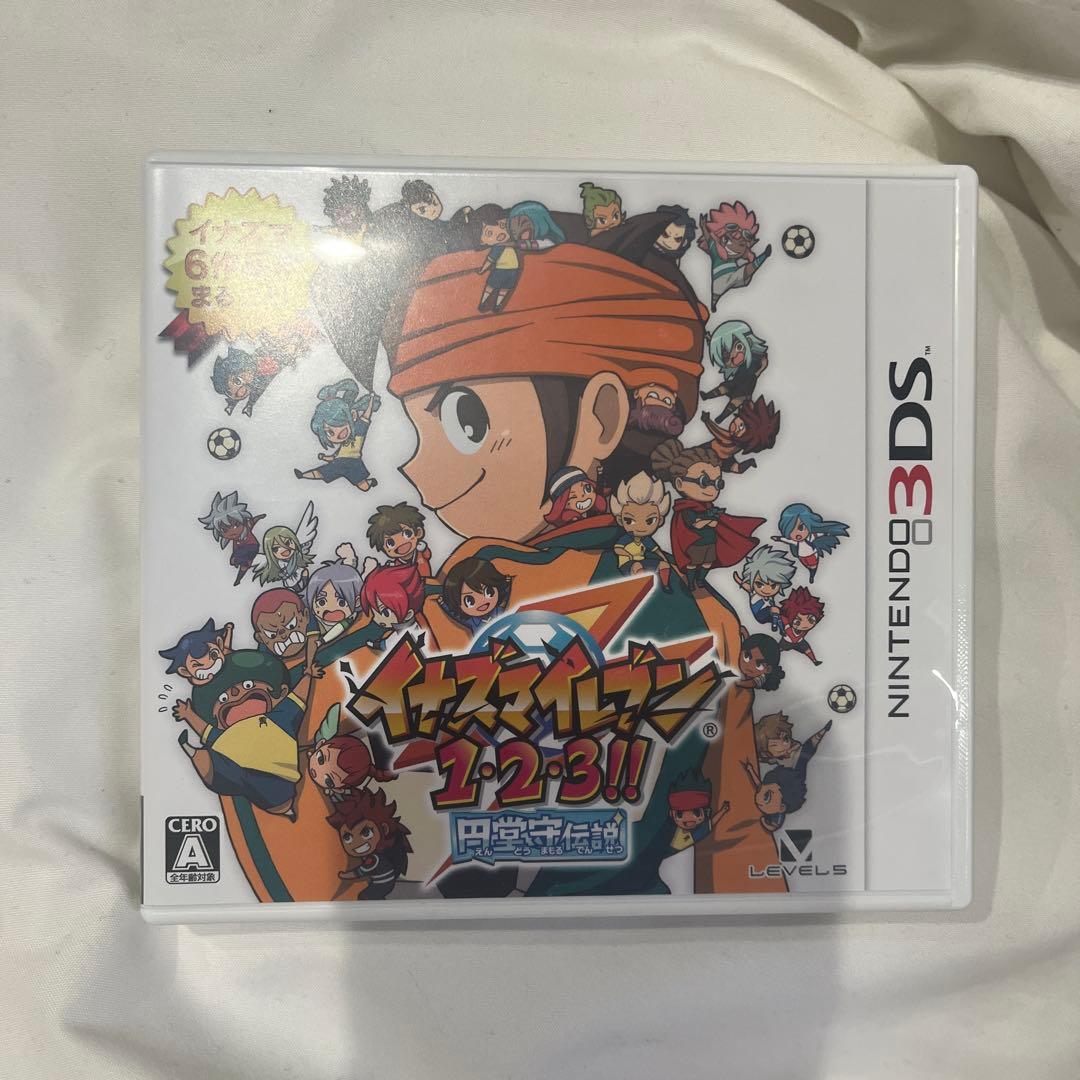 イナズマ
6作品
まる
NINTENDO3DS™
イナズマイレブン®
1・2・3!!
円堂守伝説
えんどうまもるでんせつ
CERO
A
全年齢対象
LEVEL5